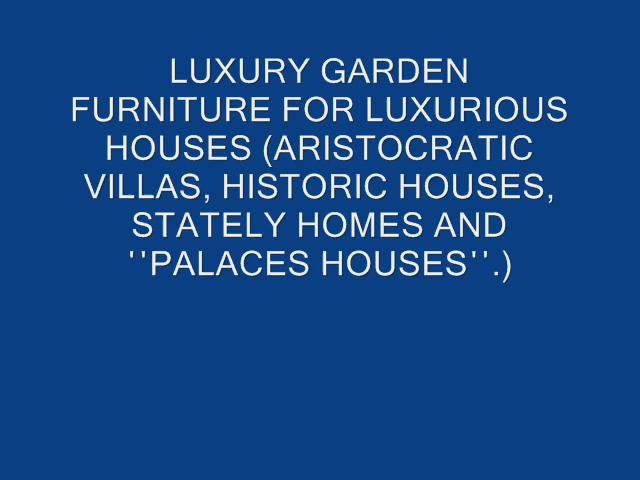 LUXURY GARDEN
FURNITURE FOR LUXURIOUS
HOUSES (ARISTOCRATIC
VILLAS, HISTORIC HOUSES,
STATELY HOMES AND
''PALACES HOUSES''.)